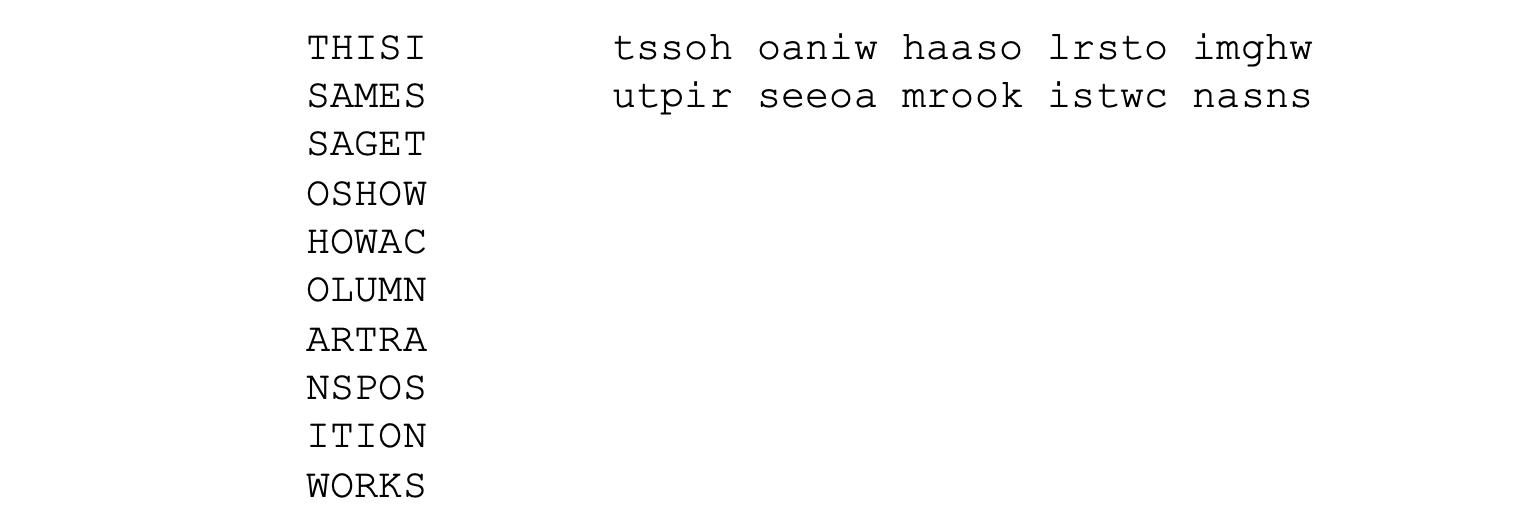 THISI tssoh oaniw haaso lrsto imghw
SAMES utpir seeoa mrook istwc nasns
SAGET
OSHOW
HOWAC
OLUMN
ARTRA
NSPOS
ITION
WORKS